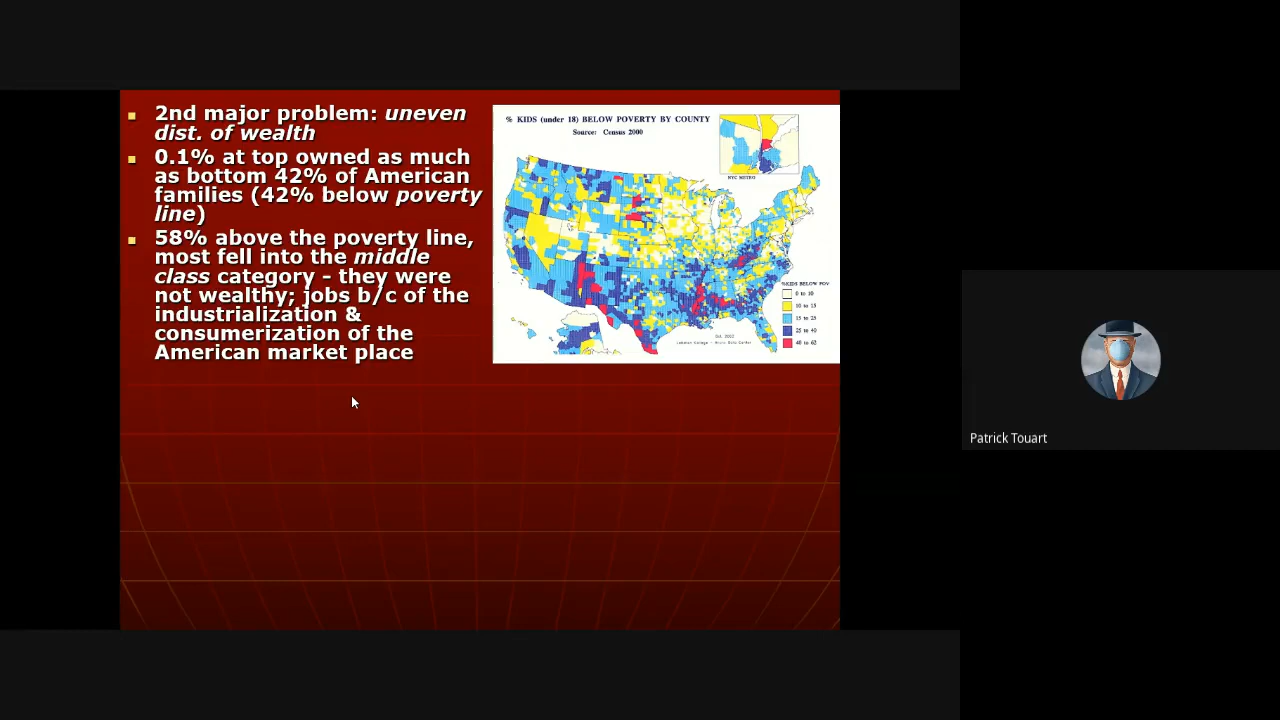 2nd major problem: uneven
dist. of wealth
0.1% at top owned as much
as bottom 42% of American
families (42% below poverty
line)
58% above the poverty line,
most fell into the middle
class category - they were
not wealthy; jobs b/c of the
industrialization &
consumerization of the
American market place
% KIDS (under 18) BELOW POVERTY BY COUNTY
Source: Census 2000
NYC METRO
%KIDS BELOW POV
0 to 10
10 to 15
15 to 25
25 to 40
40 to 62
Patrick Touart